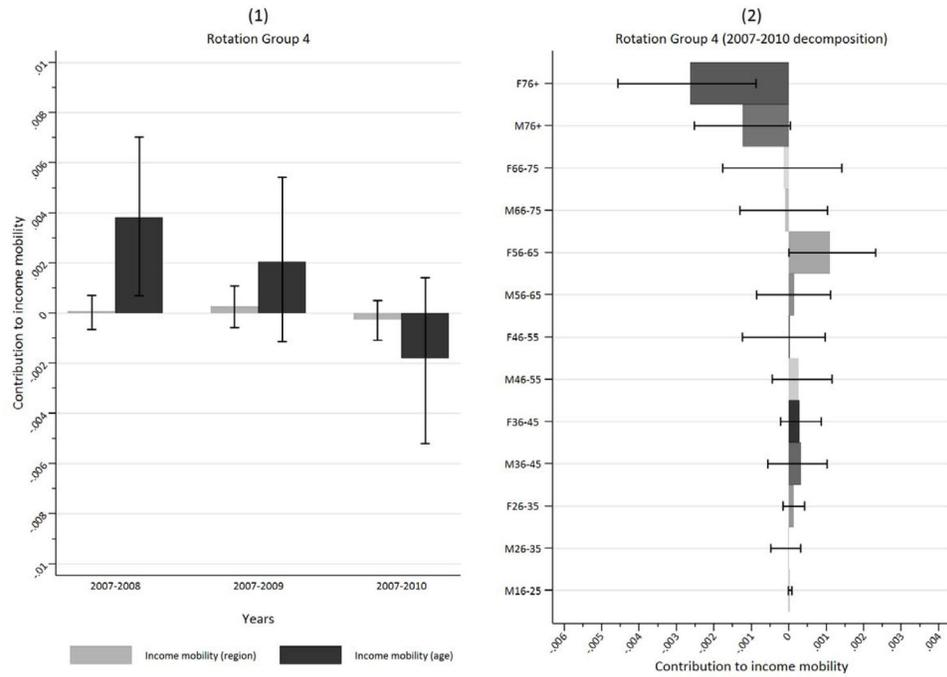 (1)
Rotation Group 4
Contribution to income mobility
.01
.008
.006
.004
.002
0
-.002
-.004
-.006
-.008
-.01
2007-2008 2007-2009 2007-2010
Years
Income mobility (region) Income mobility (age)
(2)
Rotation Group 4 (2007-2010 decomposition)
F76+
M76+
F66-75
M66-75
F56-65
M56-65
F46-55
M46-55
F36-45
M36-45
F26-35
M26-35
M16-25
-.006 -.005 -.004 -.003 -.002 -.001 0 .001 .002 .003 .004
Contribution to income mobility